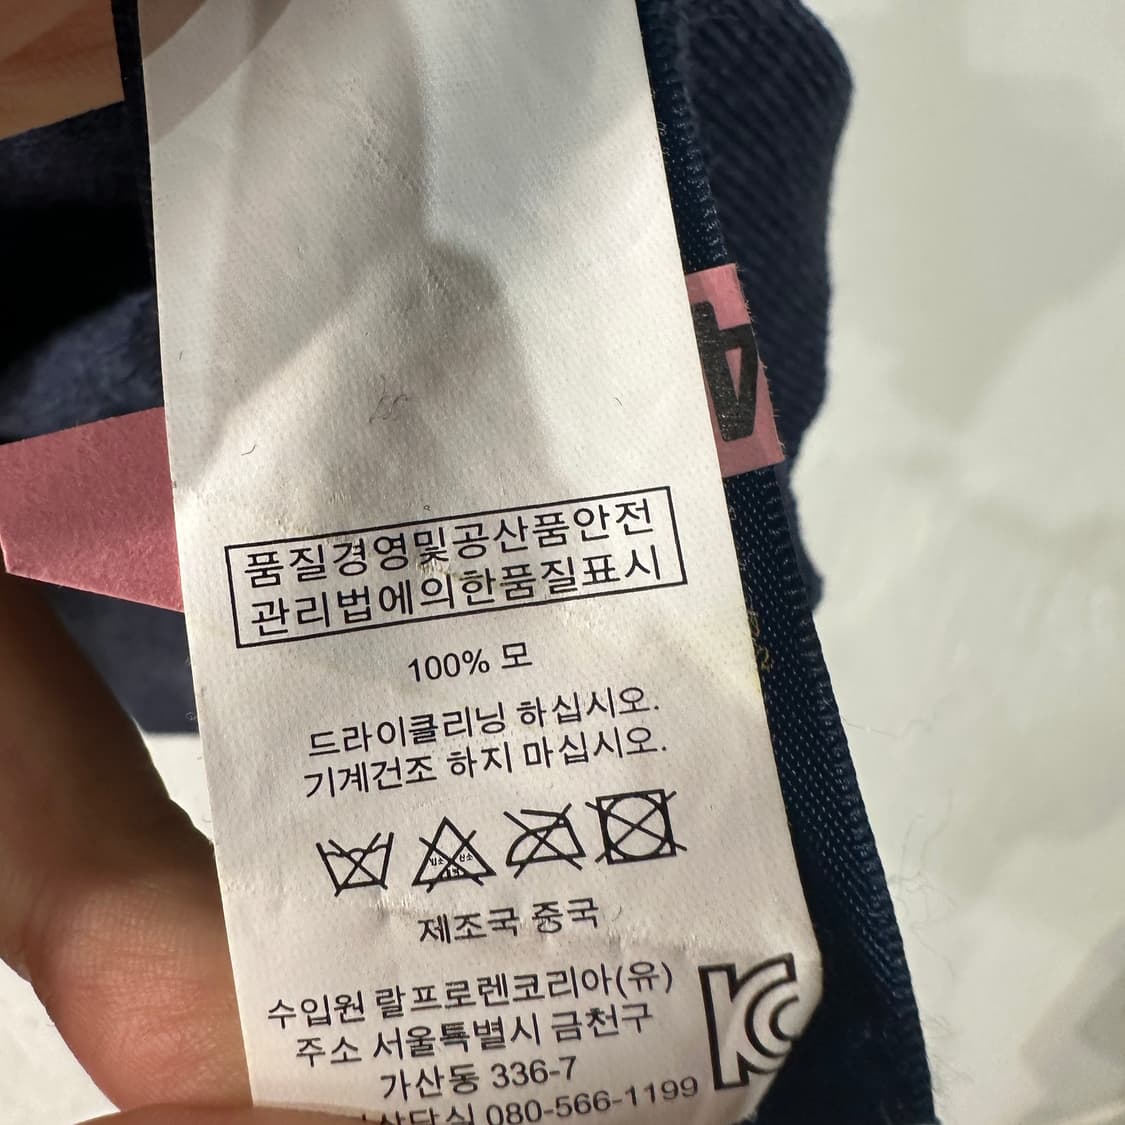 품질경영및공산품안전
관리법에의한품질표시
100% 모
드라이클리닝 하십시오.
기계건조 하지 마십시오.
제조국 중국
수입원 랄프로렌코리아(유)
주소 서울특별시 금천구
가산동 336-7
상담실 080-566-1199